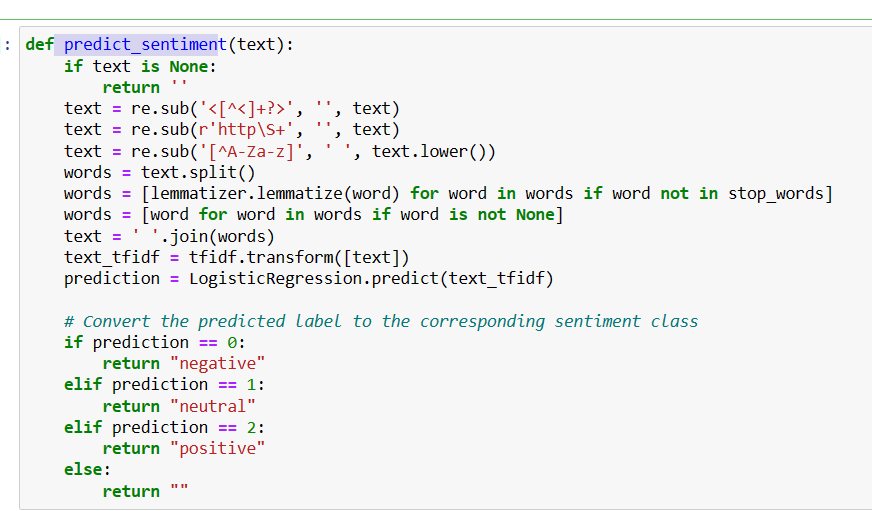 : def predict_sentiment(text):
    if text is None:
        return ''
    text = re.sub('<[^<]+?>', '', text)
    text = re.sub(r'http\S+', '', text)
    text = re.sub('[^A-Za-z]', ' ', text.lower())
    words = text.split()
    words = [lemmatizer.lemmatize(word) for word in words if word not in stop_words]
    words = [word for word in words if word is not None]
    text = ' '.join(words)
    text_tfidf = tfidf.transform([text])
    prediction = LogisticRegression.predict(text_tfidf)
    # Convert the predicted label to the corresponding sentiment class
    if prediction == 0:
        return "negative"
    elif prediction == 1:
        return "neutral"
    elif prediction == 2:
        return "positive"
    else:
        return ""